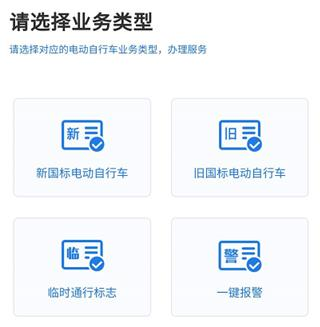 请选择业务类型
请选择对应的电动自行车业务类型，办理服务
新
旧
新国标电动自行车
旧国标电动自行车
临
警
临时通行标志
一键报警